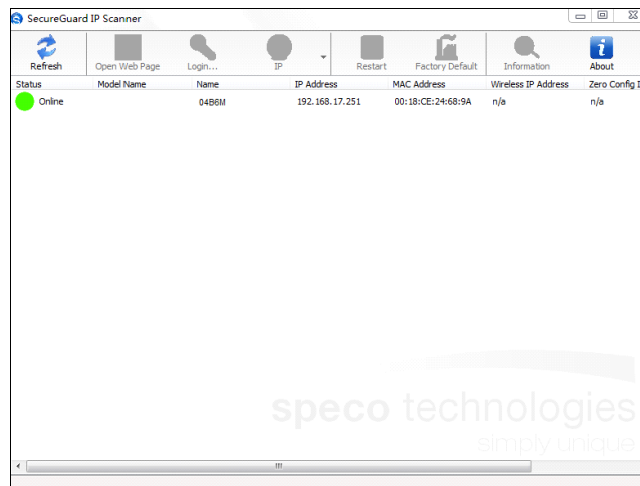 SecureGuard IP Scanner
Refresh Open Web Page Login... IP Restart Factory Default Information About
Status Model Name Name IP Address MAC Address Wireless IP Address Zero Config I
Online 04B6M 192.168.17.251 00:18:CE:24:68:9A n/a n/a
speco technologies
simply unique